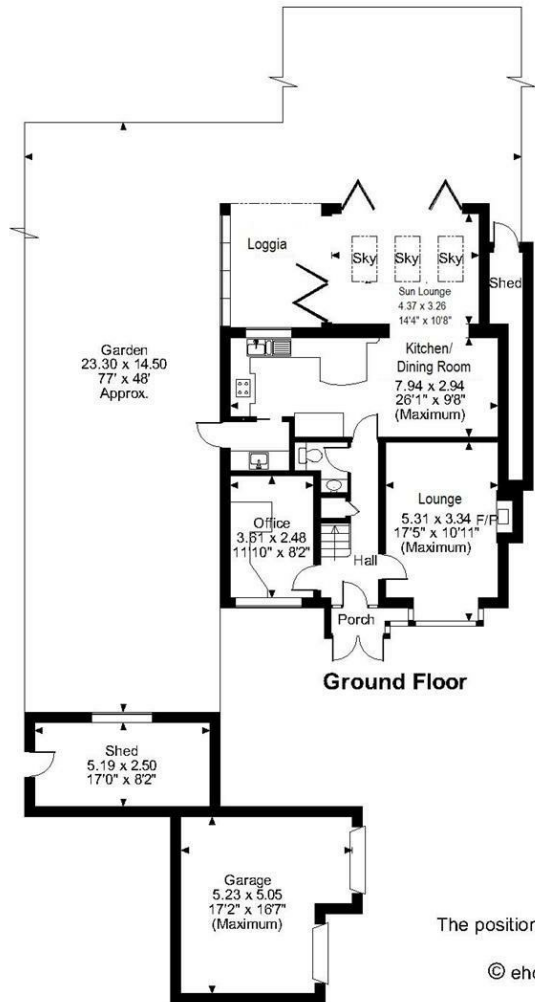 Loggia
Sky
Sky
Sky
Sun Lounge
4.37 x 3.26
14'4" x 10'8"
Shed
Garden
23.30 x 14.50
77' x 48'
Approx.
Kitchen/
Dining Room
7.94 x 2.94
26'1" x 9'8"
(Maximum)
Office
3.61 x 2.48
11'10" x 8'2"
Lounge
5.31 x 3.34
17'5" x 10'11"
(Maximum)
F/P
Hall
Porch
Ground Floor
Shed
5.19 x 2.50
17'0" x 8'2"
Garage
5.23 x 5.05
17'2" x 16'7"
(Maximum)
The position
© eho